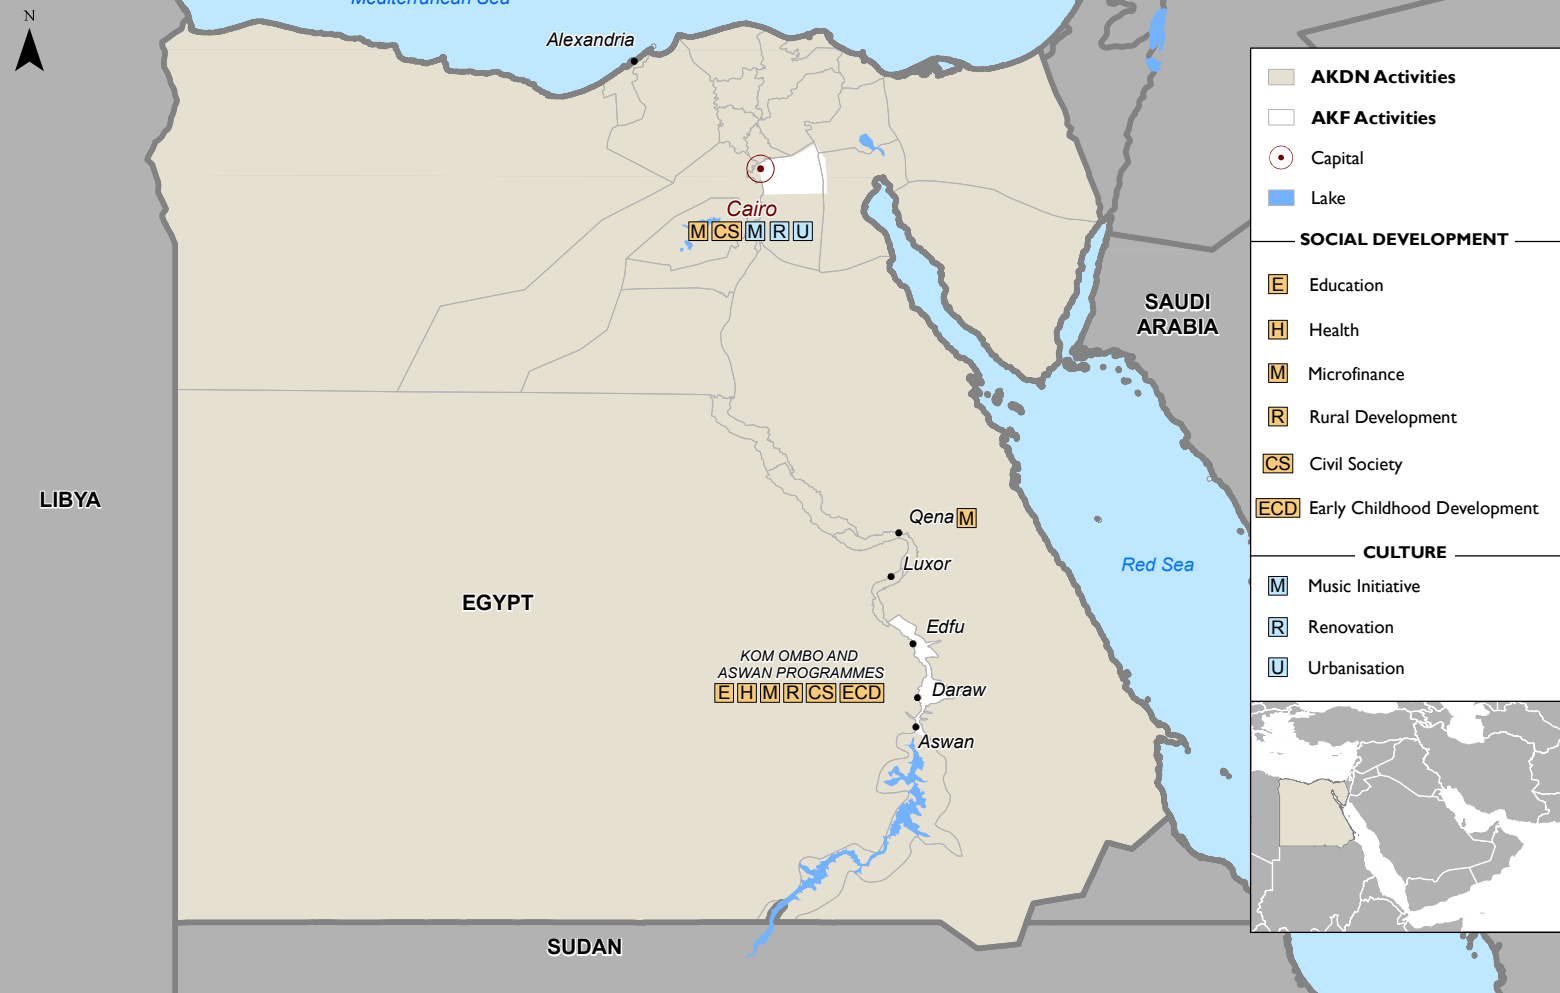 Mediterranean Sea
N
Alexandria
Cairo
M CS M R U
SAUDI
ARABIA
LIBYA
Qena M
Luxor
Red Sea
EGYPT
Edfu
KOM OMBO AND
ASWAN PROGRAMMES
E H M R CS ECD
Daraw
Aswan
SUDAN
AKDN Activities
AKF Activities
Capital
Lake
SOCIAL DEVELOPMENT
E Education
H Health
M Microfinance
R Rural Development
CS Civil Society
ECD Early Childhood Development
CULTURE
M Music Initiative
R Renovation
U Urbanisation